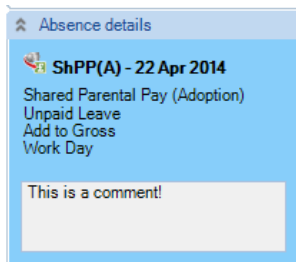 Absence details
ShPP(A) - 22 Apr 2014
Shared Parental Pay (Adoption)
Unpaid Leave
Add to Gross
Work Day
This is a comment!